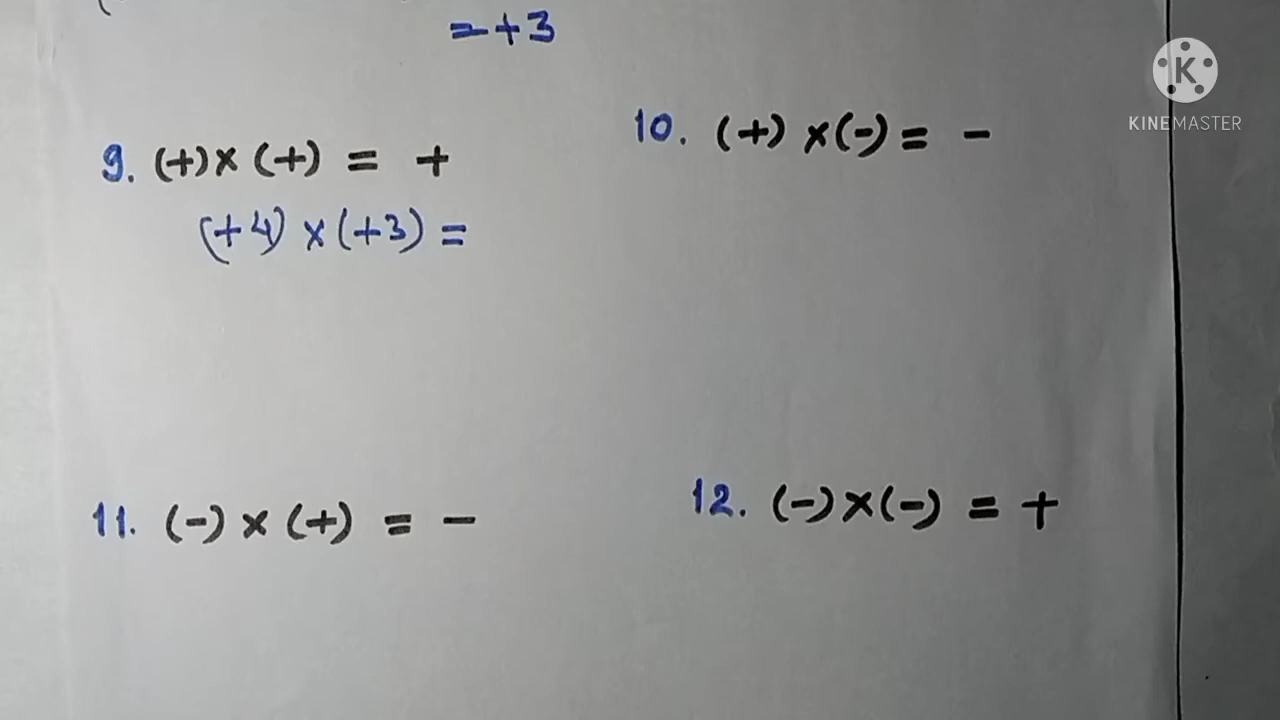 =+3
9. (+)×(+) = +
(+4)×(+3) =
10. (+)×(-) = -
11. (-)×(+) = -
12. (-)×(-) = +
K
KINEMASTER